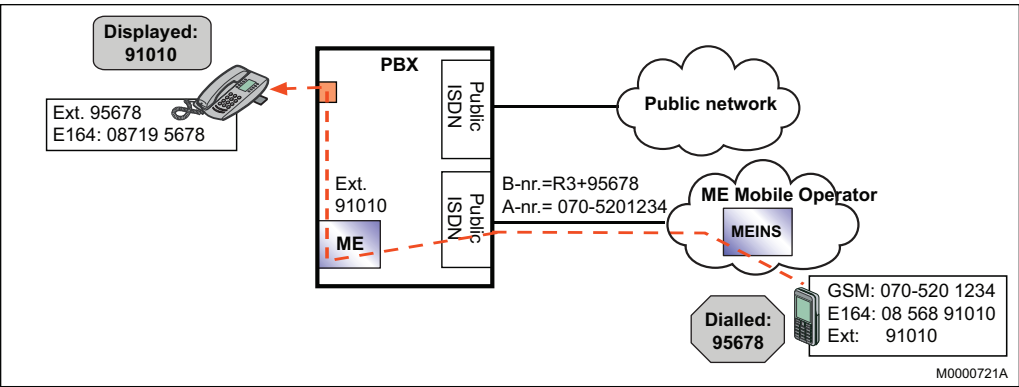 Displayed:
91010
Ext. 95678
E164: 08719 5678
PBX
Public
ISDN
Public network
Ext.
91010
ME
Public
ISDN
B-nr.=R3+95678
A-nr.= 070-5201234
ME Mobile Operator
MEINS
Dialled:
95678
GSM: 070-520 1234
E164: 08 568 91010
Ext: 91010
M0000721A